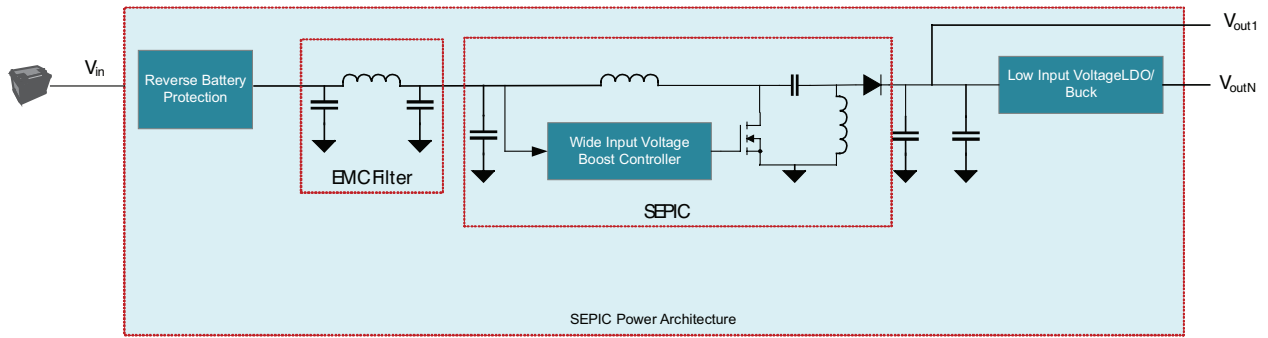 Vin
Reverse Battery
Protection
EMC Filter
Wide Input Voltage
Boost Controller
SEPIC
Low Input VoltageLDO/
Buck
Vout1
VoutN
SEPIC Power Architecture